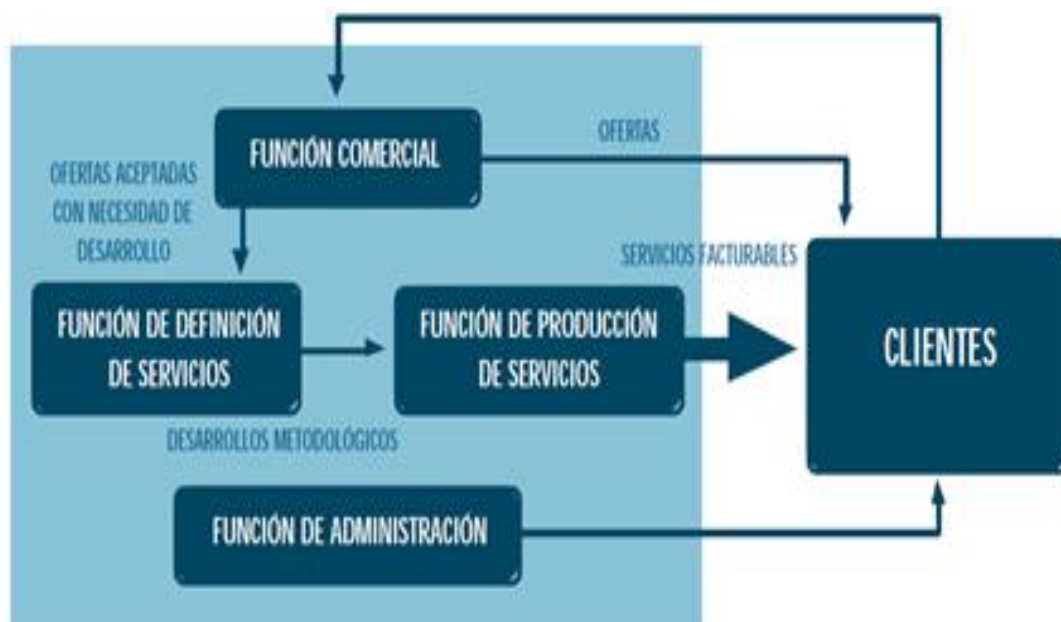 FUNCIÓN COMERCIAL
OFERTAS
OFERTAS ACEPTADAS
CON NECESIDAD DE
DESARROLLO
SERVICIOS FACTURABLES
FUNCIÓN DE DEFINICIÓN
DE SERVICIOS
FUNCIÓN DE PRODUCCIÓN
DE SERVICIOS
CLIENTES
DESARROLLOS METODOLÓGICOS
FUNCIÓN DE ADMINISTRACIÓN